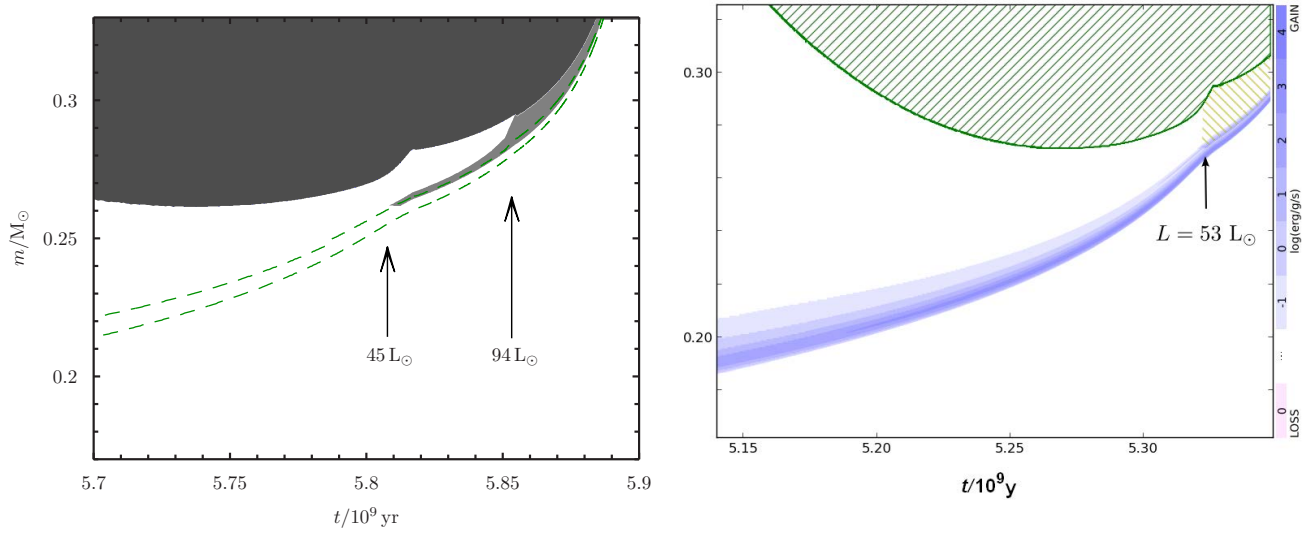 m/M☉
0.3
0.25
0.2
45 L☉
94 L☉
5.7
5.75
5.8
5.85
5.9
t/10⁹ yr
0.30
0.20
L = 53 L☉
5.15
5.20
5.25
5.30
t/10⁹y
GAIN
4
3
2
1
0
-1
...
0
log(erg/g/s)
LOSS